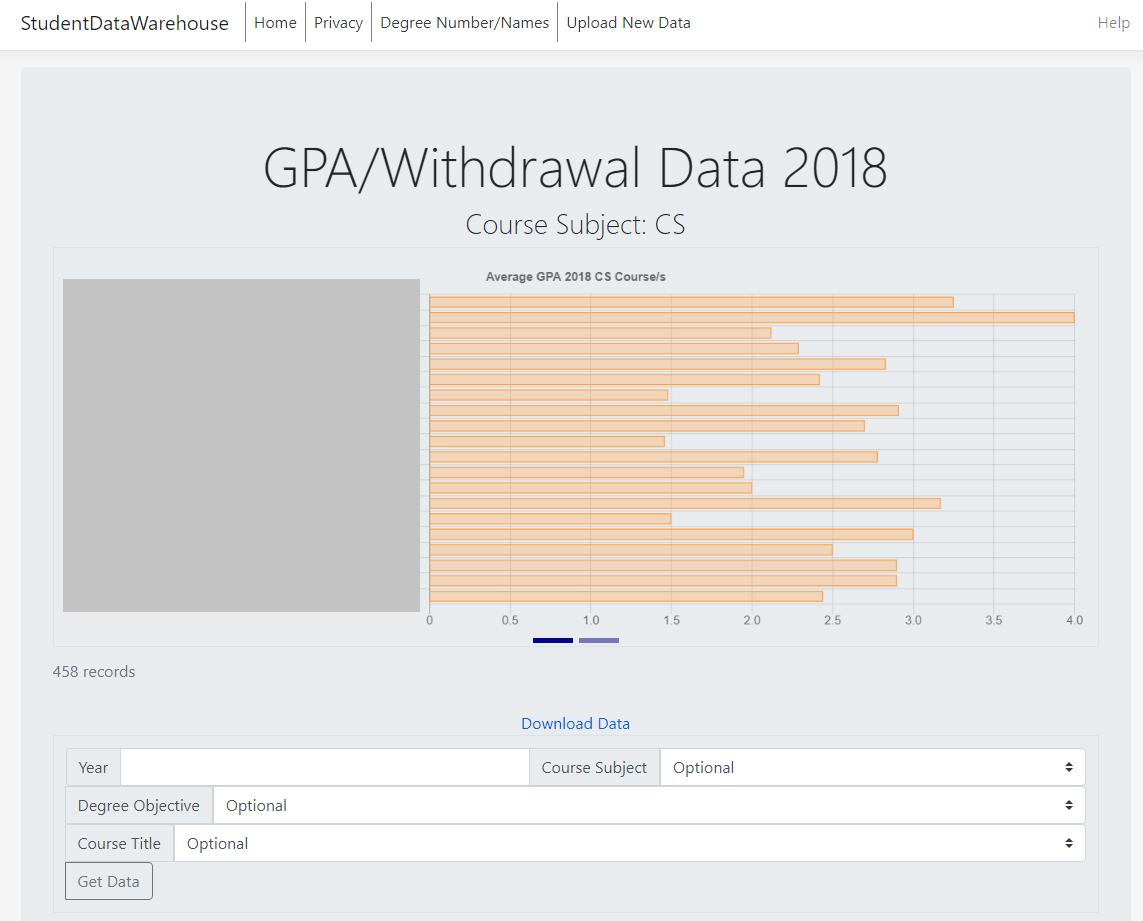 StudentDataWarehouse Home Privacy Degree Number/Names Upload New Data Help
GPA/Withdrawal Data 2018
Course Subject: CS
Average GPA 2018 CS Course/s
0 0.5 1.0 1.5 2.0 2.5 3.0 3.5 4.0
458 records
Download Data
Year Course Subject Optional
Degree Objective Optional
Course Title Optional
Get Data